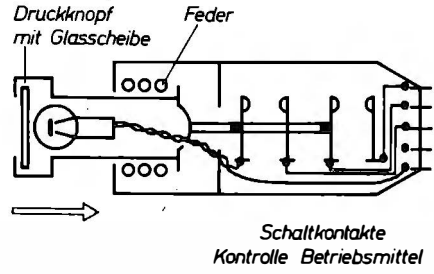 Druckknopf
mit Glasscheibe
Feder
Schaltkontakte
Kontrolle Betriebsmittel